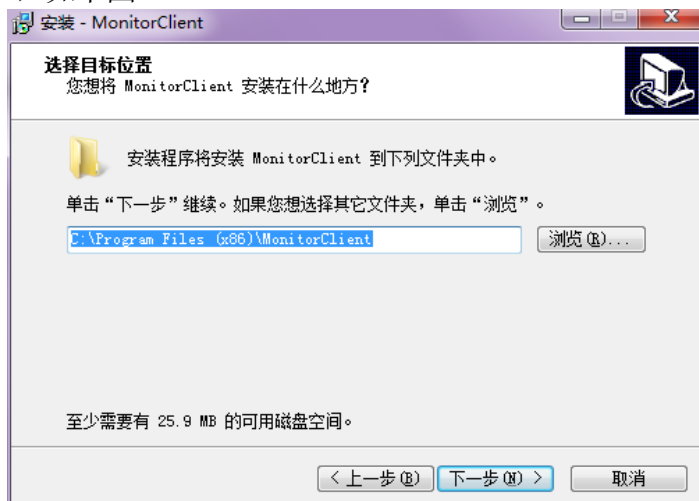 安装 - MonitorClient
选择目标位置
您想将 MonitorClient 安装在什么地方?
安装程序将安装 MonitorClient 到下列文件夹中。
单击“下一步”继续。如果您想选择其它文件夹，单击“浏览”。
C:\Program Files (x86)\MonitorClient
浏览(R)...
至少需要有 25.9 MB 的可用磁盘空间。
< 上一步(B) 下一步(N) > 取消